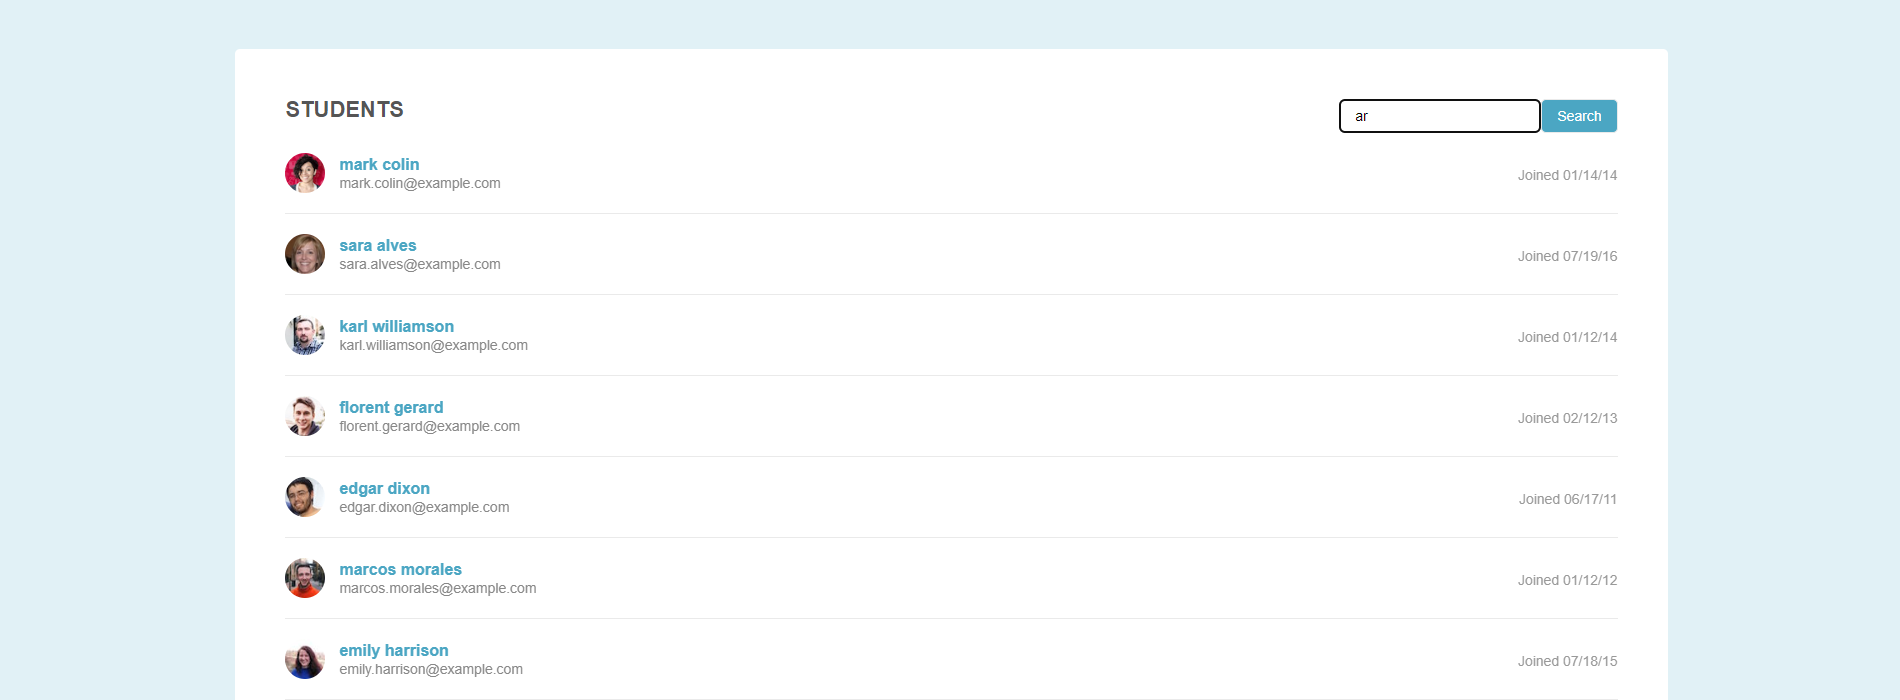 STUDENTS
ar
Search
mark colin
mark.colin@example.com
Joined 01/14/14
sara alves
sara.alves@example.com
Joined 07/19/16
karl williamson
karl.williamson@example.com
Joined 01/12/14
florent gerard
florent.gerard@example.com
Joined 02/12/13
edgar dixon
edgar.dixon@example.com
Joined 06/17/11
marcos morales
marcos.morales@example.com
Joined 01/12/12
emily harrison
emily.harrison@example.com
Joined 07/18/15